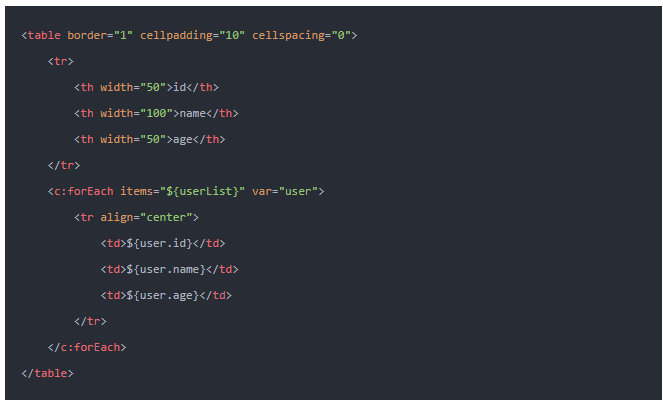 <table border="1" cellpadding="10" cellspacing="0">
    <tr>
        <th width="50">id</th>
        <th width="100">name</th>
        <th width="50">age</th>
    </tr>
    <c:forEach items="${userList}" var="user">
        <tr align="center">
            <td>${user.id}</td>
            <td>${user.name}</td>
            <td>${user.age}</td>
        </tr>
    </c:forEach>
</table>